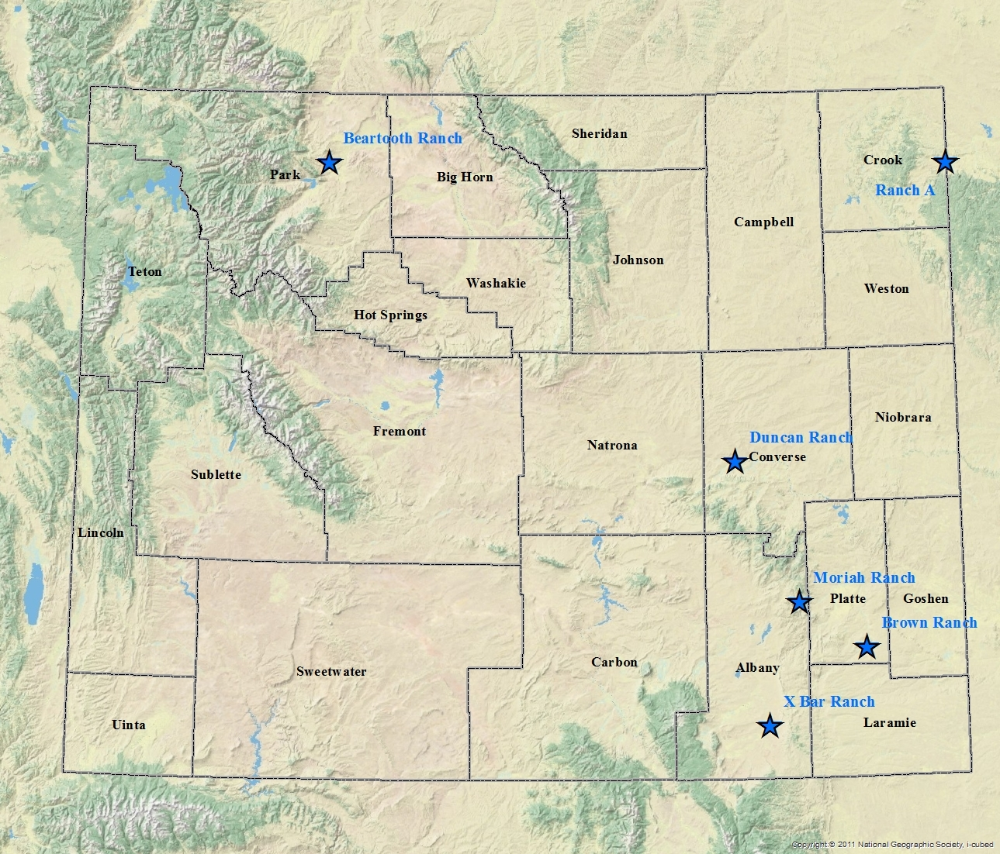 Sheridan
Beartooth Ranch
Crook
Park
Big Horn
Ranch A
Campbell
Johnson
Teton
Washakie
Weston
Hot Springs
Niobrara
Fremont
Duncan Ranch
Natrona
Converse
Sublette
Lincoln
Moriah Ranch
Platte
Goshen
Brown Ranch
Carbon
Albany
Sweetwater
X Bar Ranch
Laramie
Uinta
Copyright:© 2011 National Geographic Society, i-cubed